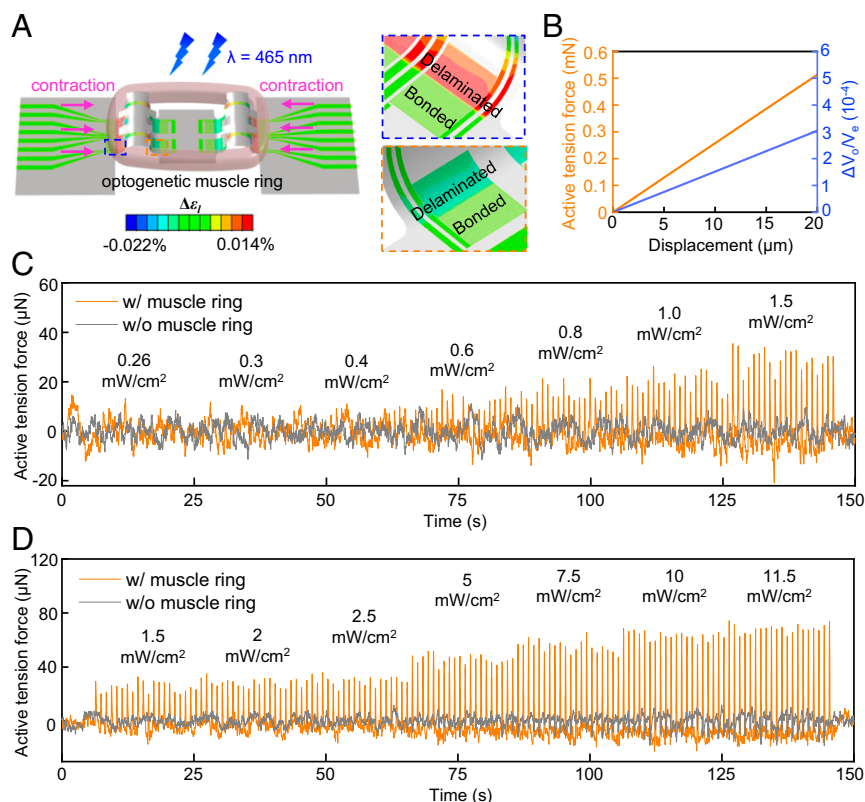 A
λ = 465 nm
contraction
contraction
optogenetic muscle ring
Δεl
-0.022%
0.014%
Delaminated
Bonded
Delaminated
Bonded
B
Active tension force (mN)
0.6
0.5
0.4
0.3
0.2
0.1
0
0
5
10
15
20
Displacement (μm)
6
5
4
3
2
1
0
ΔVo/Ve (10-4)
C
Active tension force (μN)
60
40
20
0
-20
w/ muscle ring
w/o muscle ring
0.26
mW/cm²
0.3
mW/cm²
0.4
mW/cm²
0.6
mW/cm²
0.8
mW/cm²
1.0
mW/cm²
1.5
mW/cm²
0
25
50
75
100
125
150
Time (s)
D
Active tension force (μN)
120
80
40
0
w/ muscle ring
w/o muscle ring
1.5
mW/cm²
2
mW/cm²
2.5
mW/cm²
5
mW/cm²
7.5
mW/cm²
10
mW/cm²
11.5
mW/cm²
0
25
50
75
100
125
150
Time (s)